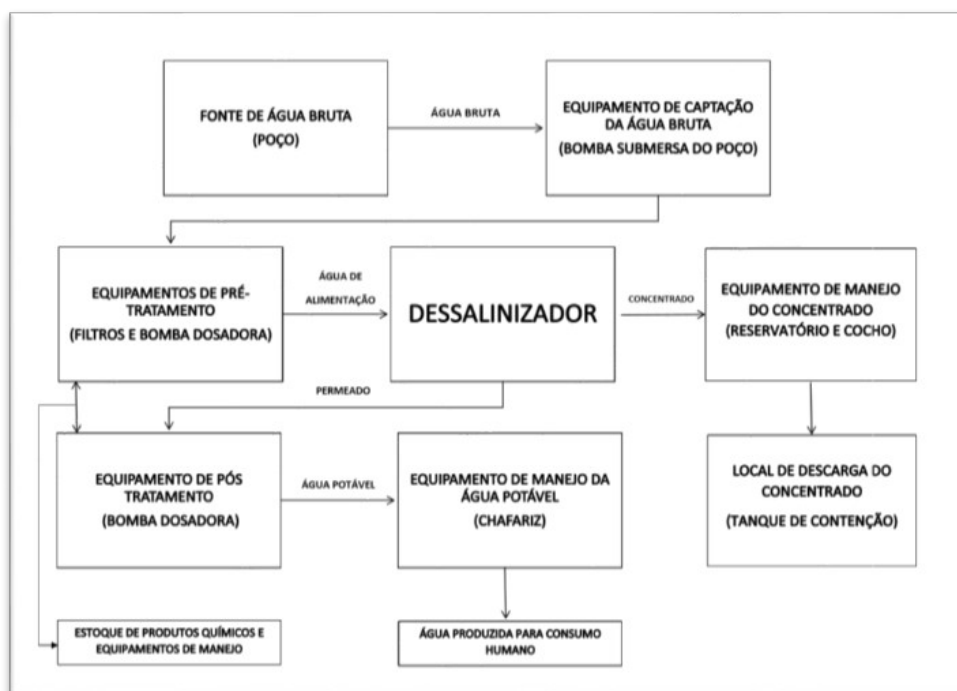 FONTE DE ÁGUA BRUTA
(POÇO)
ÁGUA BRUTA
EQUIPAMENTO DE CAPTAÇÃO
DA ÁGUA BRUTA
(BOMBA SUBMERSA DO POÇO)
EQUIPAMENTOS DE PRÉ-
TRATAMENTO
(FILTROS E BOMBA DOSADORA)
ÁGUA DE
ALIMENTAÇÃO
DESSALINIZADOR
CONCENTRADO
EQUIPAMENTO DE MANEJO
DO CONCENTRADO
(RESERVATÓRIO E COCHO)
PERMEADO
EQUIPAMENTO DE PÓS
TRATAMENTO
(BOMBA DOSADORA)
ÁGUA POTÁVEL
EQUIPAMENTO DE MANEJO DA
ÁGUA POTÁVEL
(CHAFARIZ)
LOCAL DE DESCARGA DO
CONCENTRADO
(TANQUE DE CONTENÇÃO)
ESTOQUE DE PRODUTOS QUÍMICOS E
EQUIPAMENTOS DE MANEJO
ÁGUA PRODUZIDA PARA CONSUMO
HUMANO